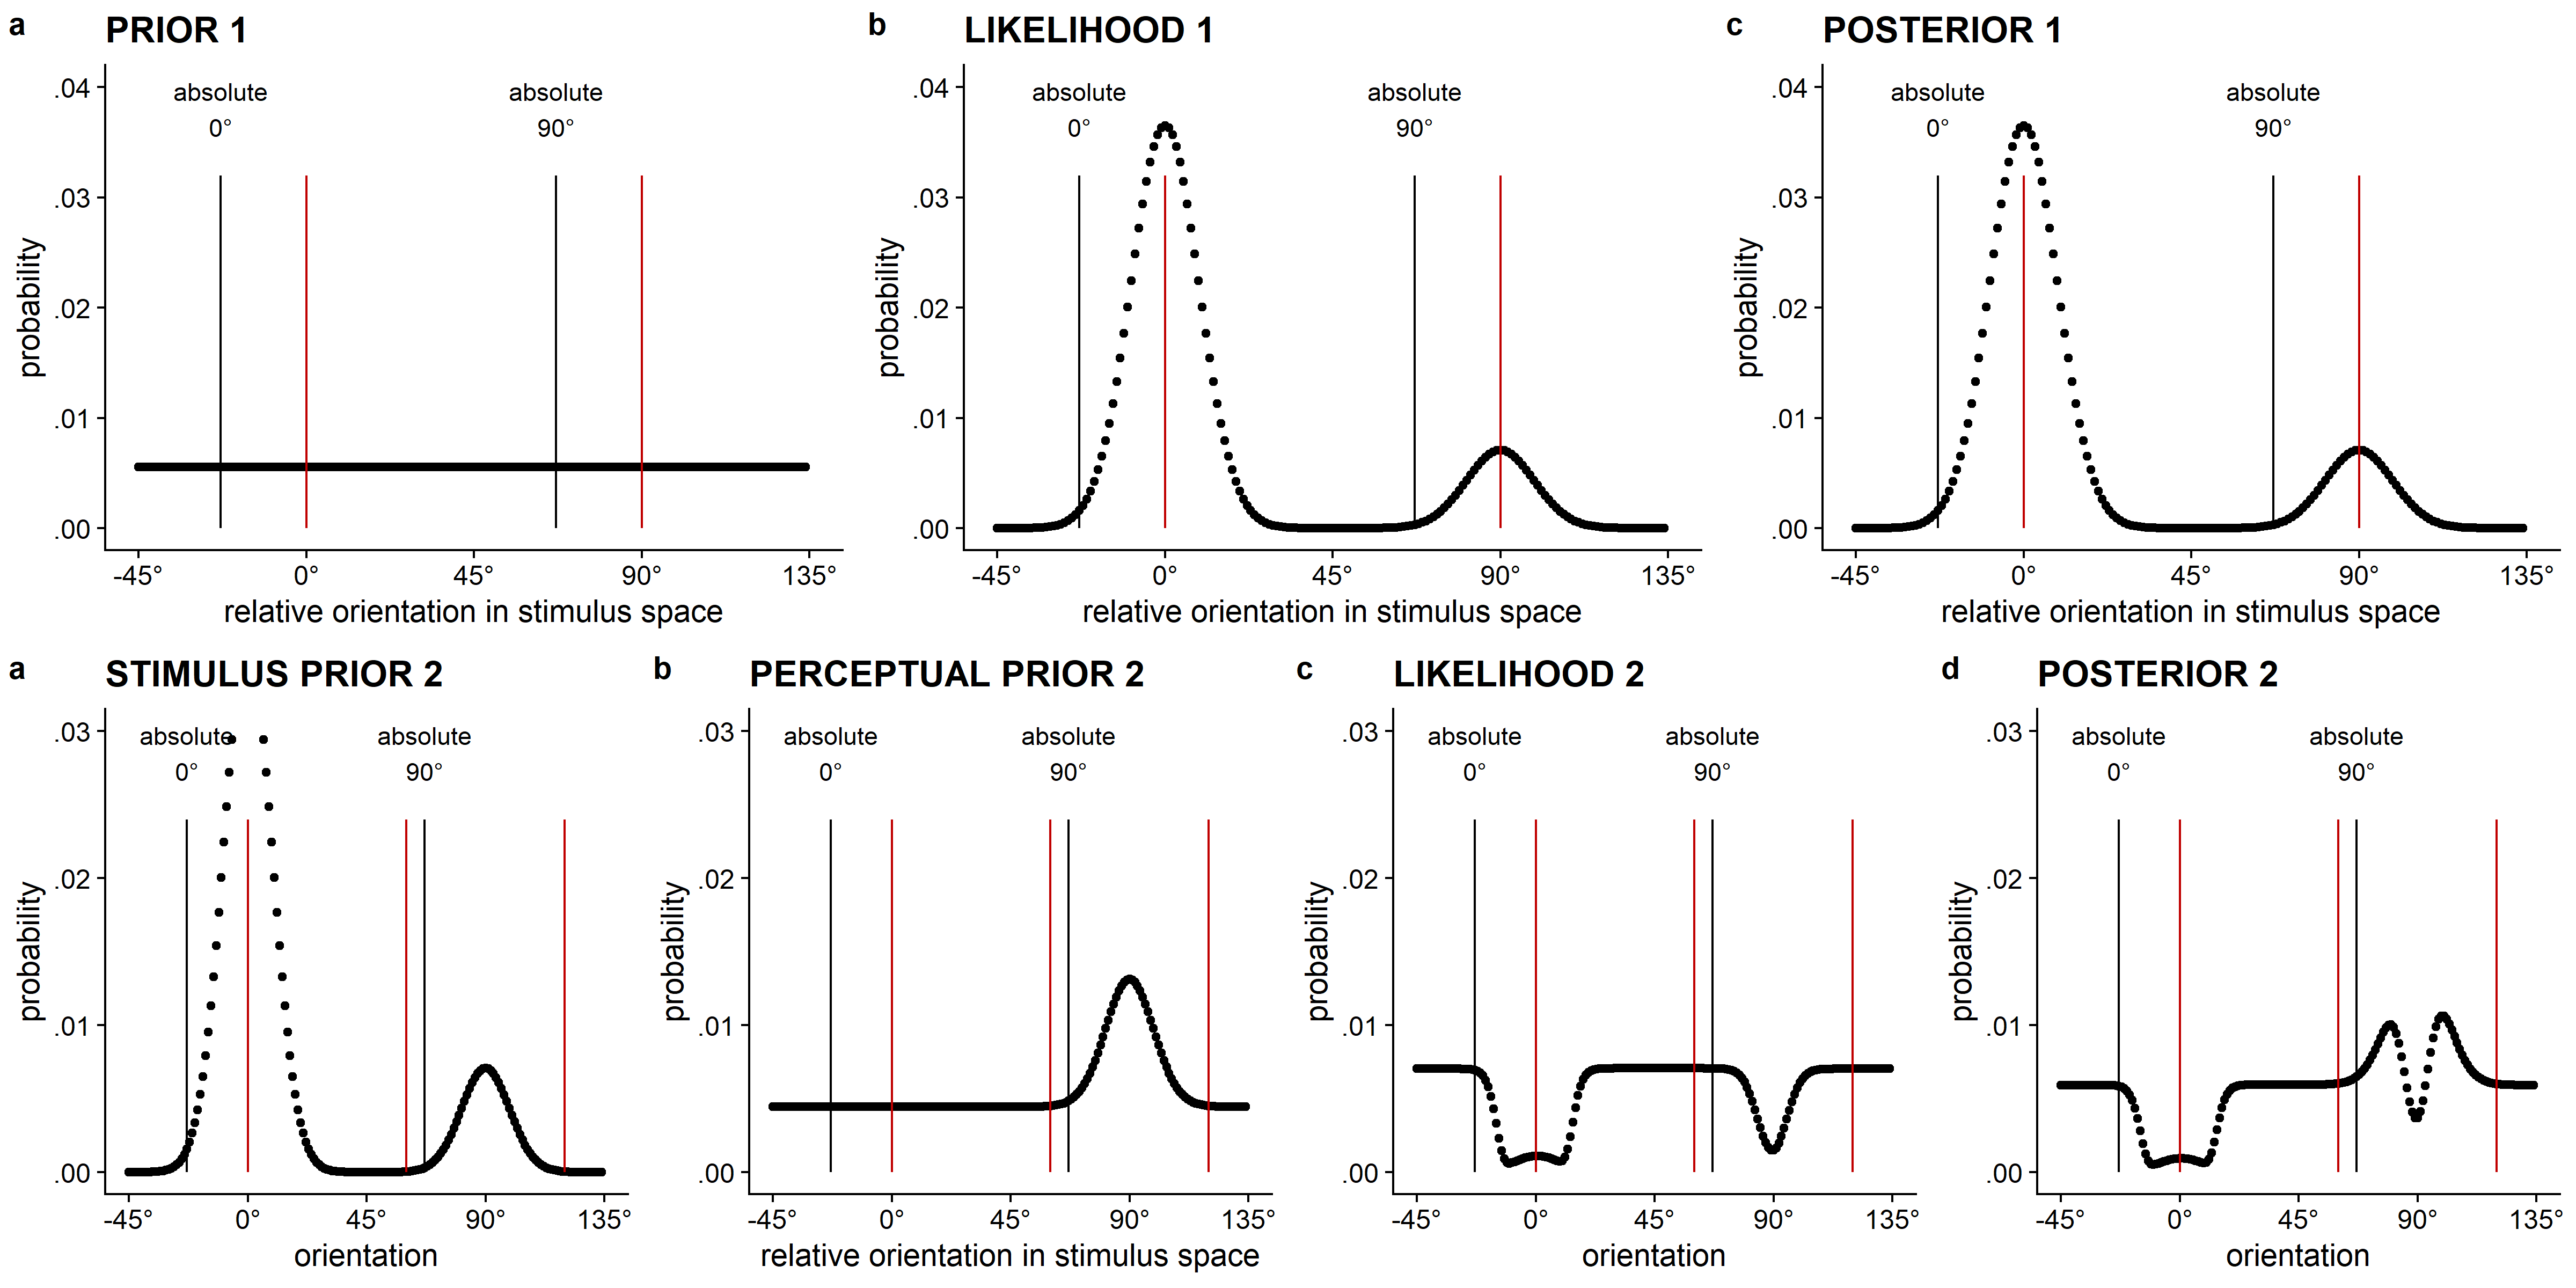 a PRIOR 1
absolute absolute
0° 90°
.04
.03
.02
.01
.00
probability
-45° 0° 45° 90° 135°
relative orientation in stimulus space
b LIKELIHOOD 1
absolute absolute
0° 90°
.04
.03
.02
.01
.00
probability
-45° 0° 45° 90° 135°
relative orientation in stimulus space
c POSTERIOR 1
absolute absolute
0° 90°
.04
.03
.02
.01
.00
probability
-45° 0° 45° 90° 135°
relative orientation in stimulus space
a STIMULUS PRIOR 2
absolute absolute
0° 90°
.03
.02
.01
.00
probability
-45° 0° 45° 90° 135°
orientation
b PERCEPTUAL PRIOR 2
absolute absolute
0° 90°
.03
.02
.01
.00
probability
-45° 0° 45° 90° 135°
relative orientation in stimulus space
c LIKELIHOOD 2
absolute absolute
0° 90°
.03
.02
.01
.00
probability
-45° 0° 45° 90° 135°
orientation
d POSTERIOR 2
absolute absolute
0° 90°
.03
.02
.01
.00
probability
-45° 0° 45° 90° 135°
orientation